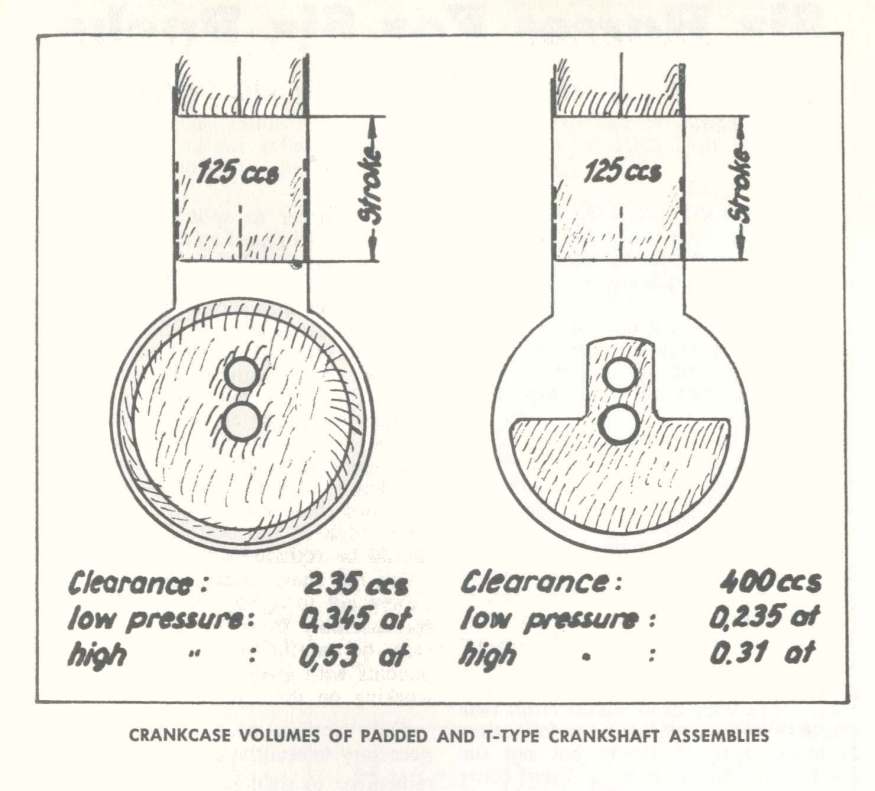 125 ccs
Stroke
125 ccs
Stroke
Clearance: 235 ccs
low pressure: 0,345 at
high " : 0,53 at
Clearance: 400 ccs
low pressure: 0,235 at
high " : 0.31 at
CRANKCASE VOLUMES OF PADDED AND T-TYPE CRANKSHAFT ASSEMBLIES